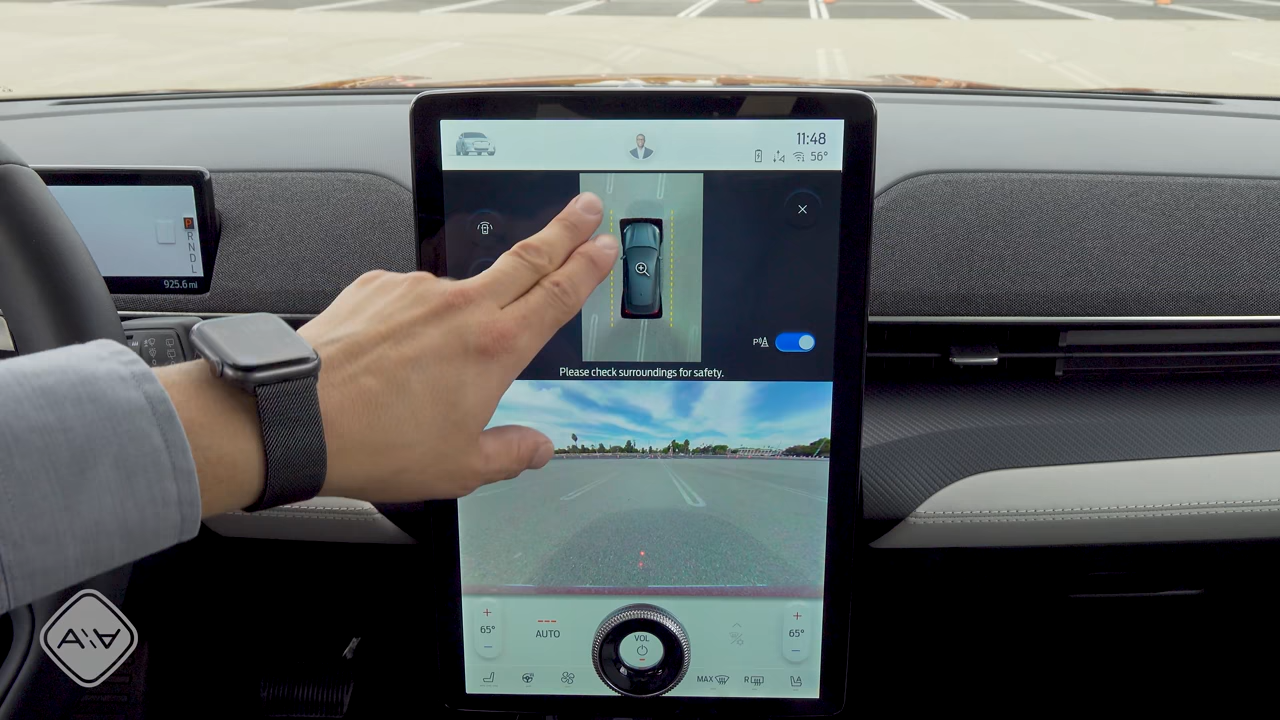 11:48
56°
P
R
N
D
L
925.6 mi
Please check surroundings for safety.
65°
AUTO
VOL
MAX
R
65°